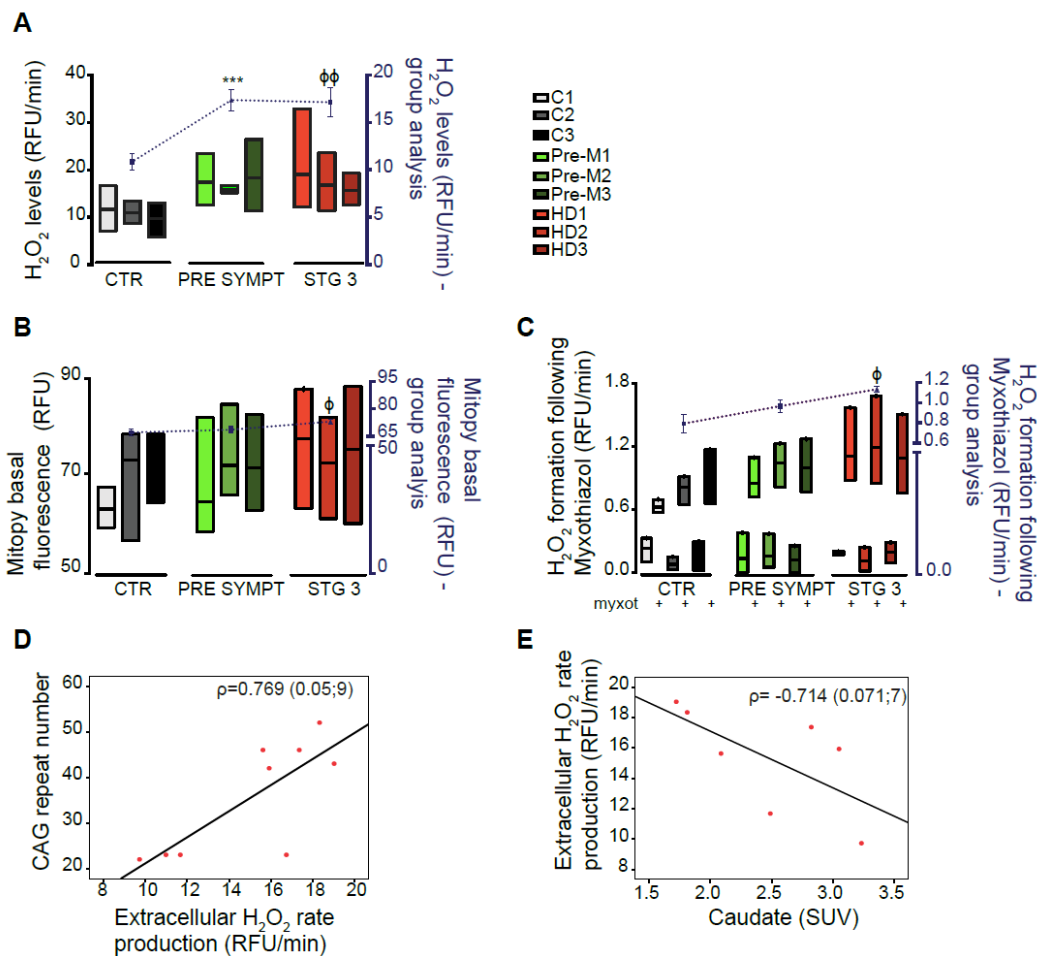 A
H₂O₂ levels (RFU/min)
40
30
20
10
0
***
ϕϕ
20
15
10
5
0
H₂O₂ levels (RFU/min) -
group analysis
CTR
PRE SYMPT
STG 3
C1
C2
C3
Pre-M1
Pre-M2
Pre-M3
HD1
HD2
HD3
B
Mitopy basal
fluorescence (RFU)
90
70
50
ϕ
95
80
65
50
0
Mitopy basal
fluorescence (RFU) -
group analysis
CTR
PRE SYMPT
STG 3
C
H₂O₂ formation following
Myxothiazol (RFU/min)
1.8
1.2
0.6
0.0
ϕ
1.2
1.0
0.8
0.6
0.0
H₂O₂ formation following
Myxothiazol (RFU/min) -
group analysis
CTR
PRE SYMPT
STG 3
myxot + + + + + + + + +
D
CAG repeat number
60
50
40
30
20
ρ=0.769 (0.05;9)
8 10 12 14 16 18 20
Extracellular H₂O₂ rate
production (RFU/min)
E
Extracellular H₂O₂ rate
production (RFU/min)
20
18
16
14
12
10
8
ρ= -0.714 (0.071;7)
1.5 2.0 2.5 3.0 3.5
Caudate (SUV)